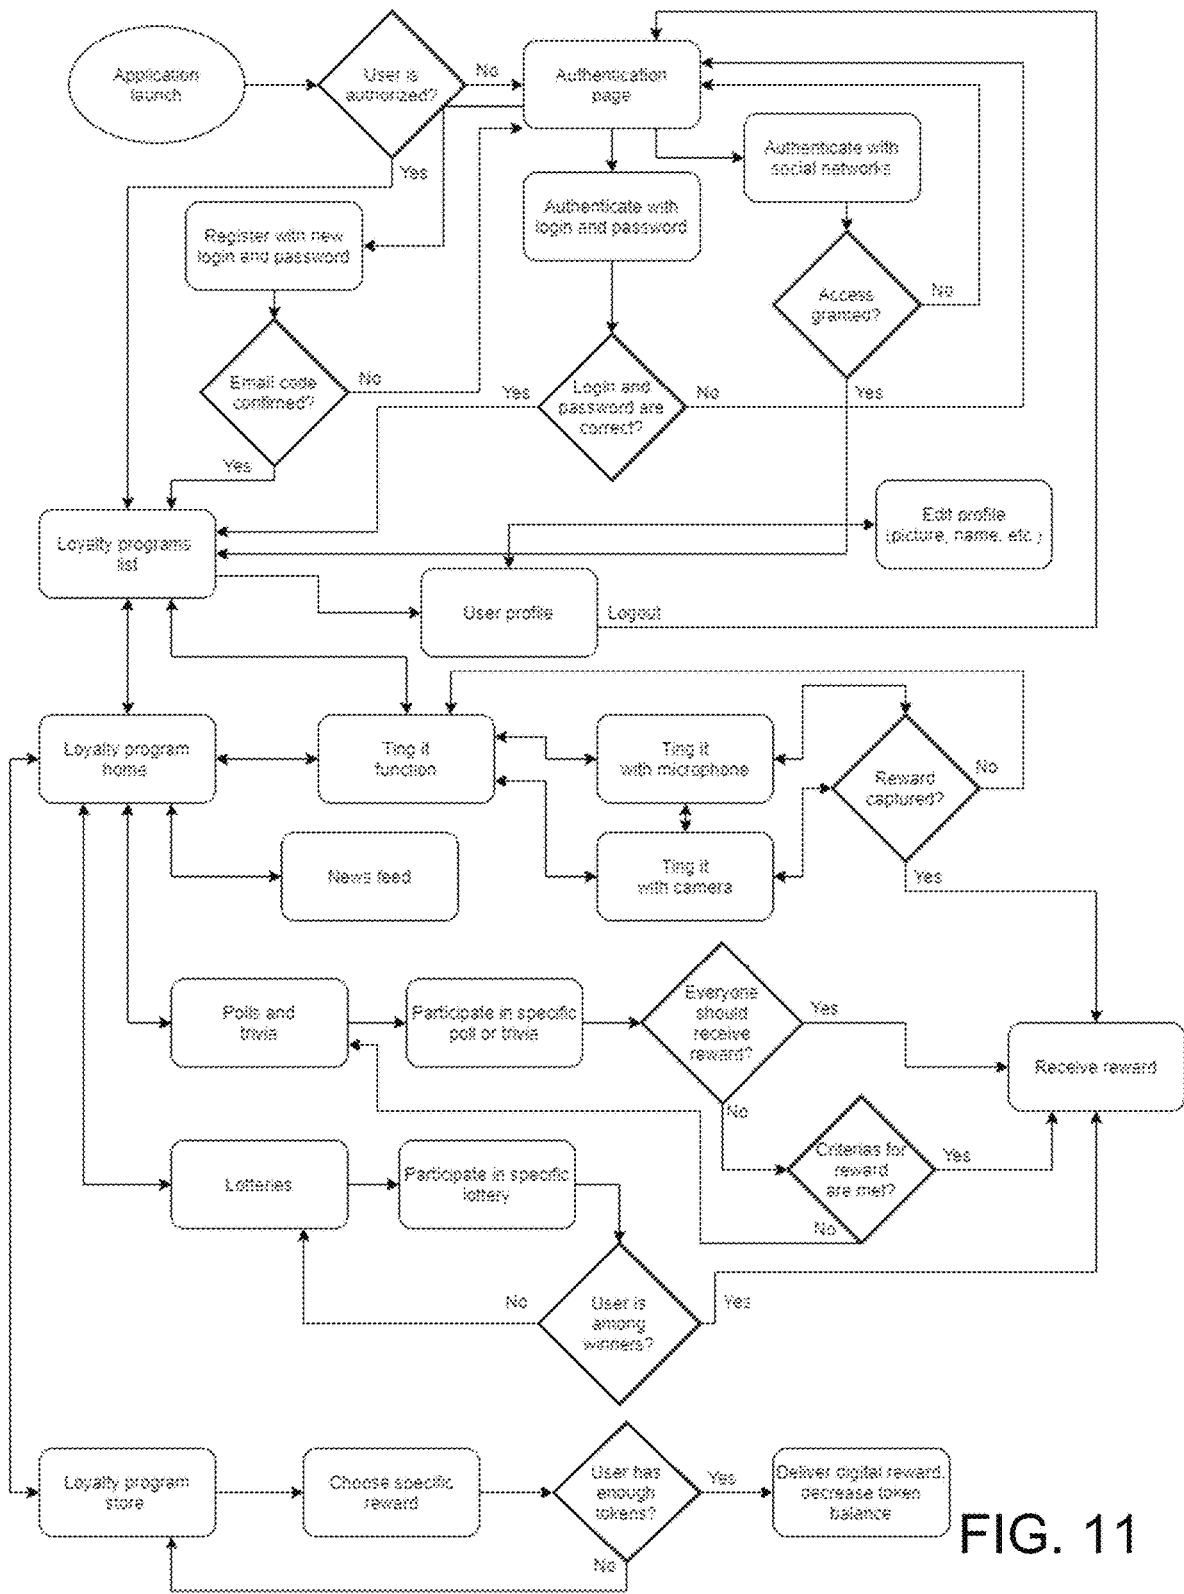 Application
launch
User is
authorized?
No
Authentication
page
Yes
Authenticate with
social networks
Authenticate with
login and password
Register with new
login and password
Access
granted?
No
Email code
confirmed?
No
Yes
Login and
password are
correct?
No
Yes
Yes
Yes
Edit profile
(picture, name, etc.)
Loyalty programs
list
User profile
Logout
Loyalty program
home
Ting it
function
Ting it
with microphone
Reward
captured?
No
News feed
Ting it
with camera
Yes
Polls and
trivia
Participate in specific
poll or trivia
Everyone
should
receive
reward?
Yes
Receive reward
No
Criterias for
reward
are met?
Yes
No
Lotteries
Participate in specific
lottery
No
User is
among
winners?
Yes
Loyalty program
store
Choose specific
reward
User has
enough
tokens?
Yes
Deliver digital reward,
decrease token
balance
No
FIG. 11